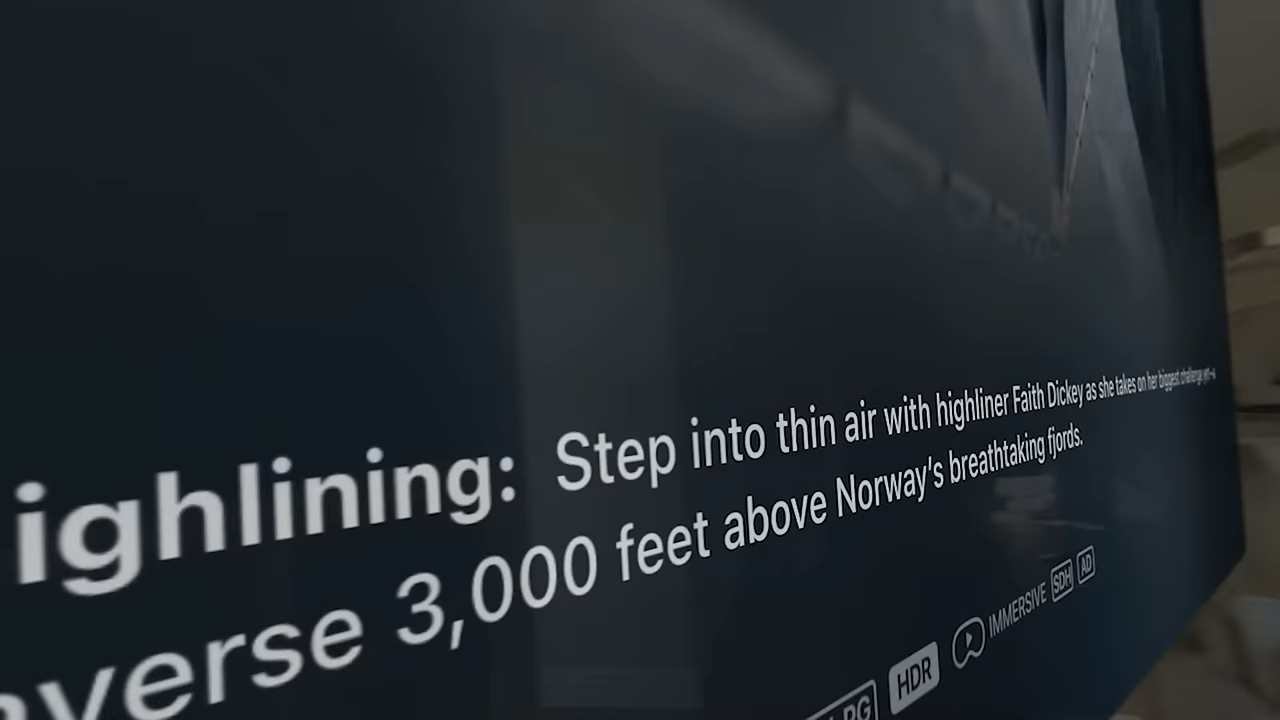 ighlining: Step into thin air with highliner Faith Dickey as she takes on her biggest challenge yet—a
verse 3,000 feet above Norway's breathtaking fjords.
PG HDR IMMERSIVE SDH AD